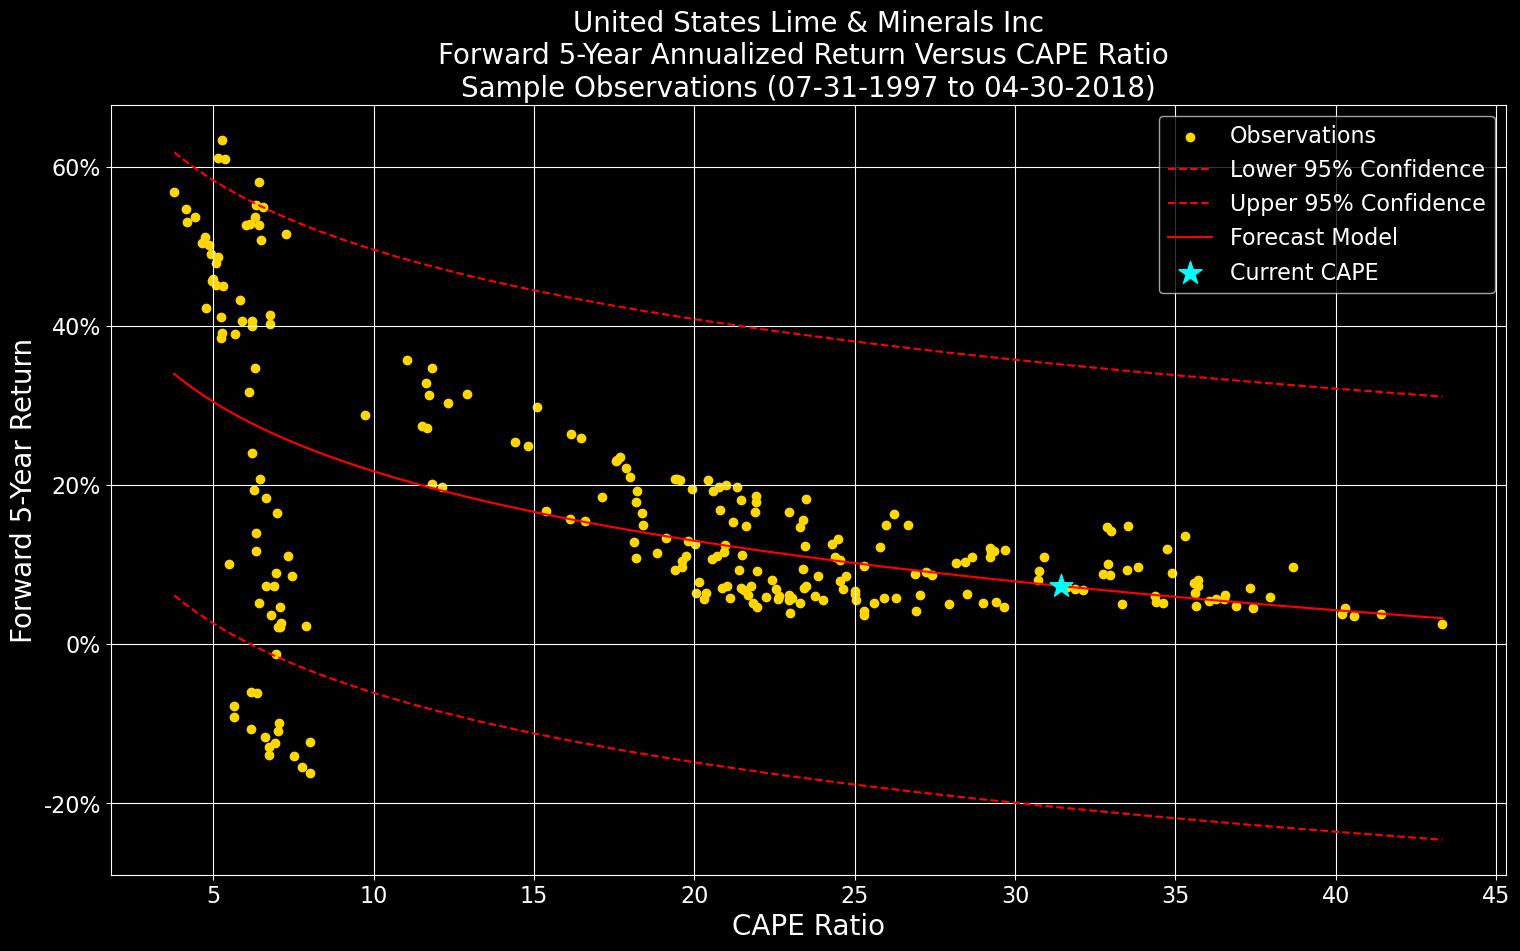 United States Lime & Minerals Inc
Forward 5-Year Annualized Return Versus CAPE Ratio
Sample Observations (07-31-1997 to 04-30-2018)
Observations
Lower 95% Confidence
Upper 95% Confidence
Forecast Model
Current CAPE
Forward 5-Year Return
60%
40%
20%
0%
-20%
5 10 15 20 25 30 35 40 45
CAPE Ratio